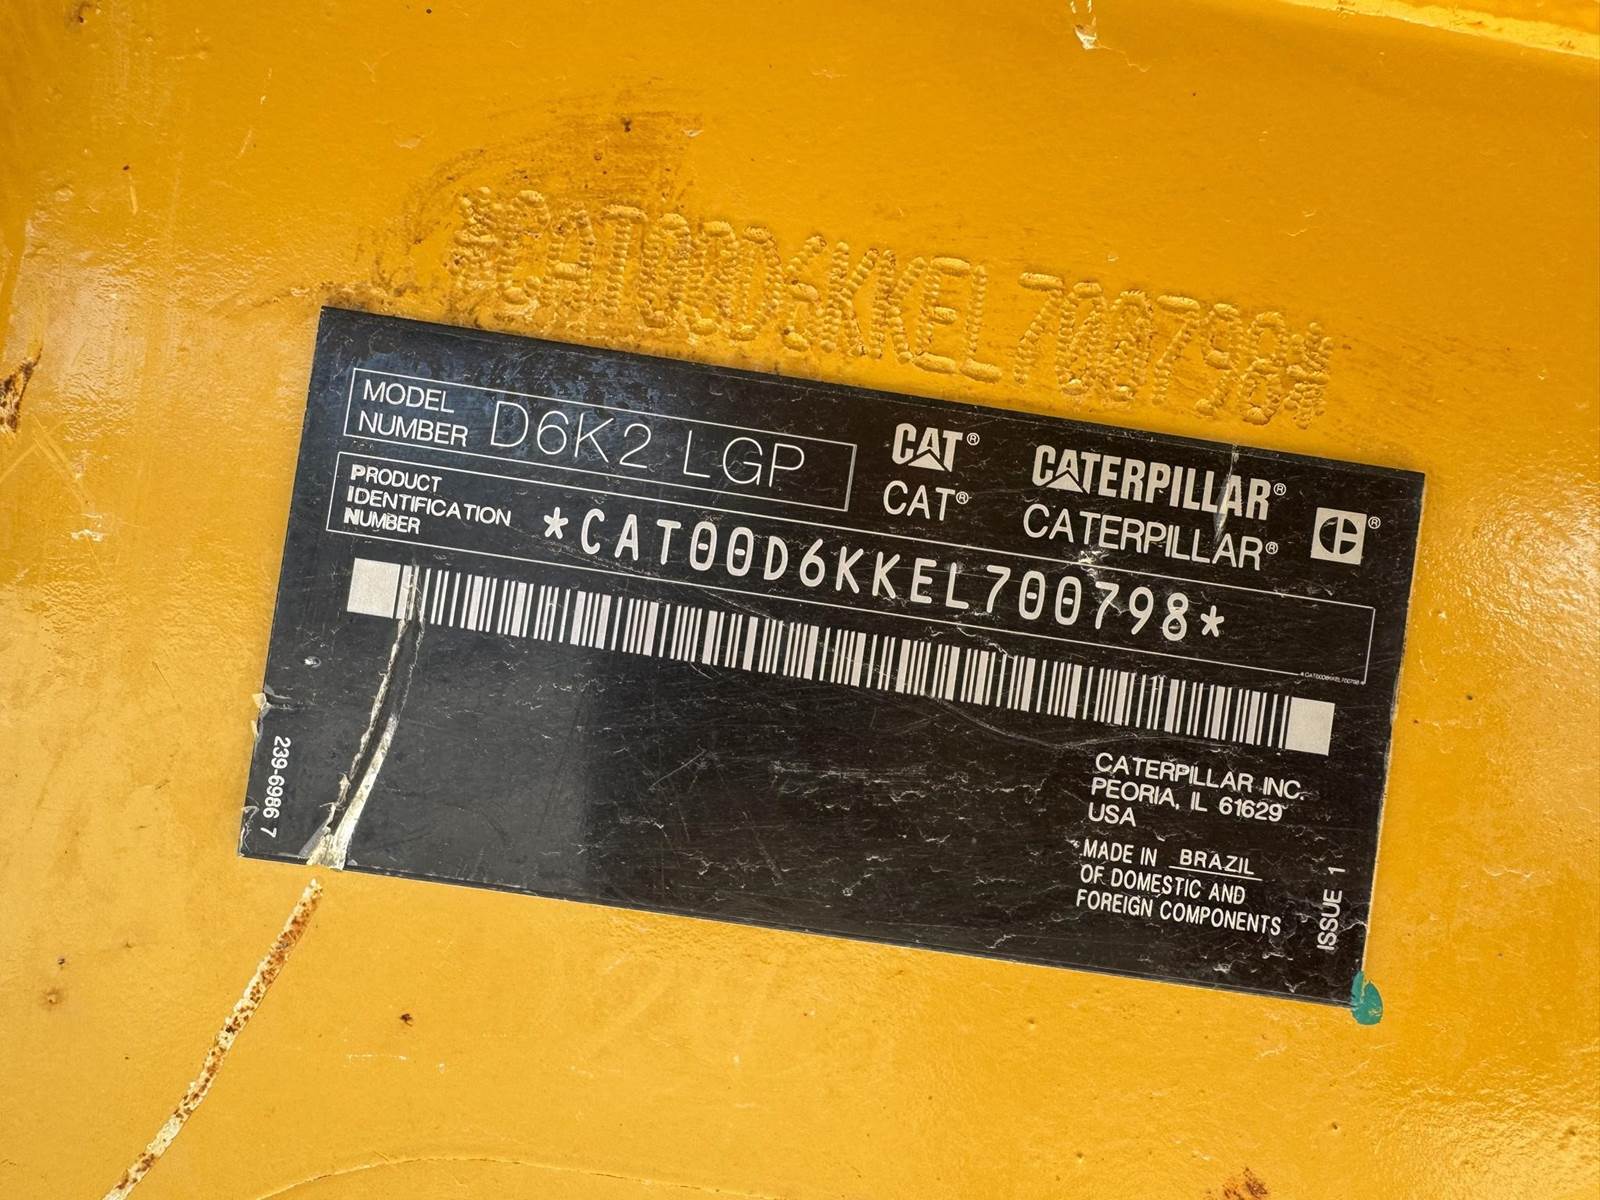 *CAT00D6KKEL700798*
MODEL
NUMBER D6K2 LGP
CAT® CATERPILLAR®
CAT® CATERPILLAR®
PRODUCT
IDENTIFICATION
NUMBER
*CAT00D6KKEL700798*
*CAT00D6KKEL700798*
CATERPILLAR INC.
PEORIA, IL 61629
USA
MADE IN BRAZIL
OF DOMESTIC AND
FOREIGN COMPONENTS
239-6986 7
ISSUE 1